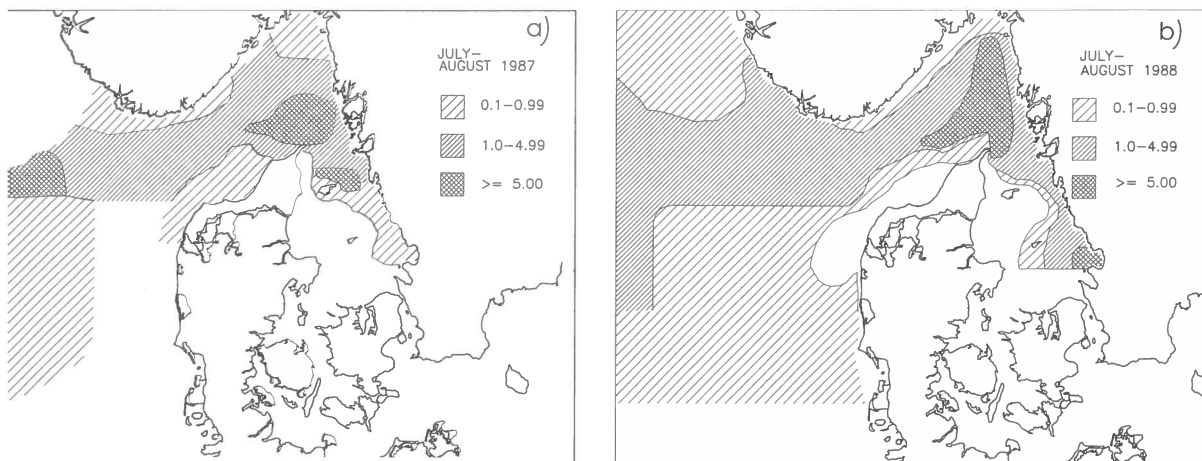 a)
JULY–
AUGUST 1987
0.1–0.99
1.0–4.99
>= 5.00
b)
JULY–
AUGUST 1988
0.1–0.99
1.0–4.99
>= 5.00